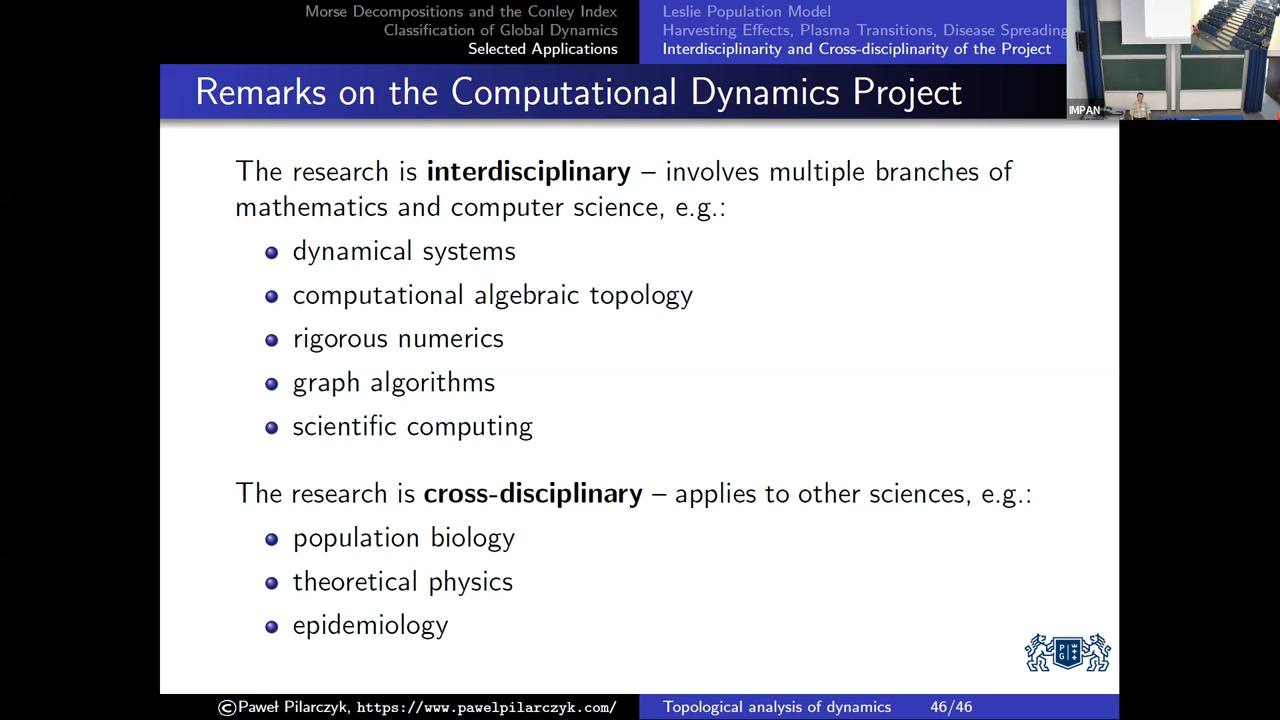 Morse Decompositions and the Conley Index
Classification of Global Dynamics
Selected Applications
Leslie Population Model
Harvesting Effects, Plasma Transitions, Disease Spreading
Interdisciplinarity and Cross-disciplinarity of the Project
IMPAN
Remarks on the Computational Dynamics Project
The research is interdisciplinary – involves multiple branches of
mathematics and computer science, e.g.:
dynamical systems
computational algebraic topology
rigorous numerics
graph algorithms
scientific computing
The research is cross-disciplinary – applies to other sciences, e.g.:
population biology
theoretical physics
epidemiology
P
G
© Paweł Pilarczyk, https://www.pawelpilarczyk.com/
Topological analysis of dynamics 46/46